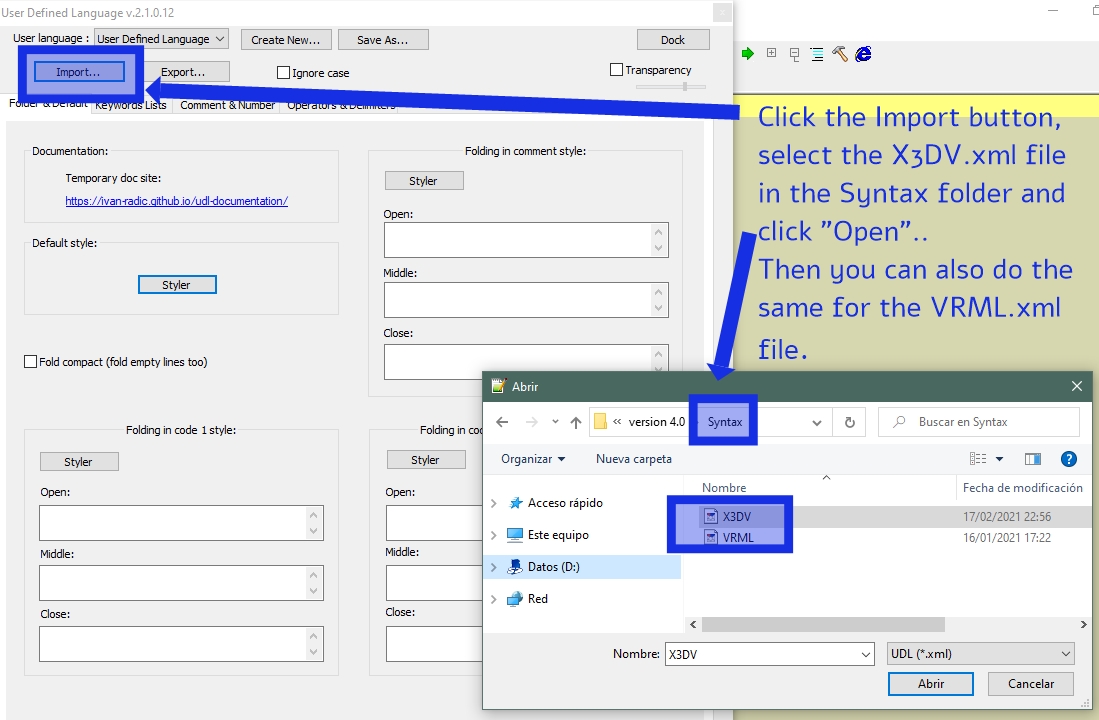 User Defined Language v.2.1.0.12
User language : User Defined Language Create New... Save As... Dock
Import... Export... Ignore case Transparency
Folder & Default Keywords Lists Comment & Number Operators & Delimiters
Documentation:
Temporary doc site:
https://ivan-radic.github.io/udl-documentation/
Default style:
Styler
Fold compact (fold empty lines too)
Folding in comment style:
Styler
Open:
Middle:
Close:
Folding in code 1 style:
Styler
Open:
Middle:
Close:
Folding in
Styler
Open:
Middle:
Close:
Click the Import button,
select the X3DV.xml file
in the Syntax folder and
click "Open"..
Then you can also do the
same for the VRML.xml
file.
Abrir
« version 4.0 Syntax Buscar en Syntax
Organizar Nueva carpeta
Nombre Fecha de modificación
Acceso rápido
Este equipo
Datos (D:)
Red
X3DV 17/02/2021 22:56
VRML 16/01/2021 17:22
Nombre: X3DV UDL (*.xml)
Abrir Cancelar